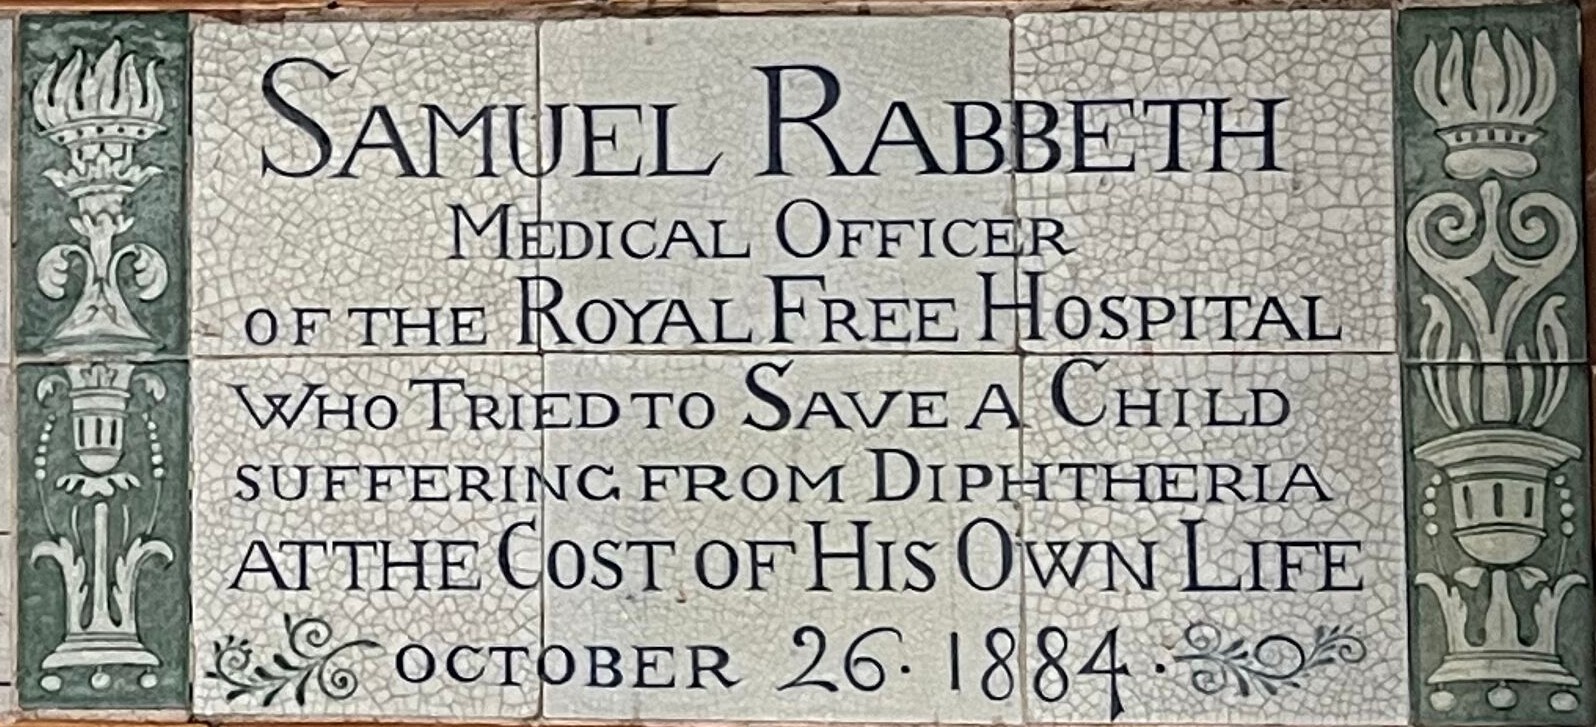 SAMUEL RABBETH
MEDICAL OFFICER
OF THE ROYAL FREE HOSPITAL
WHO TRIED TO SAVE A CHILD
SUFFERING FROM DIPHTHERIA
AT THE COST OF HIS OWN LIFE
OCTOBER 26 · 1884 ·